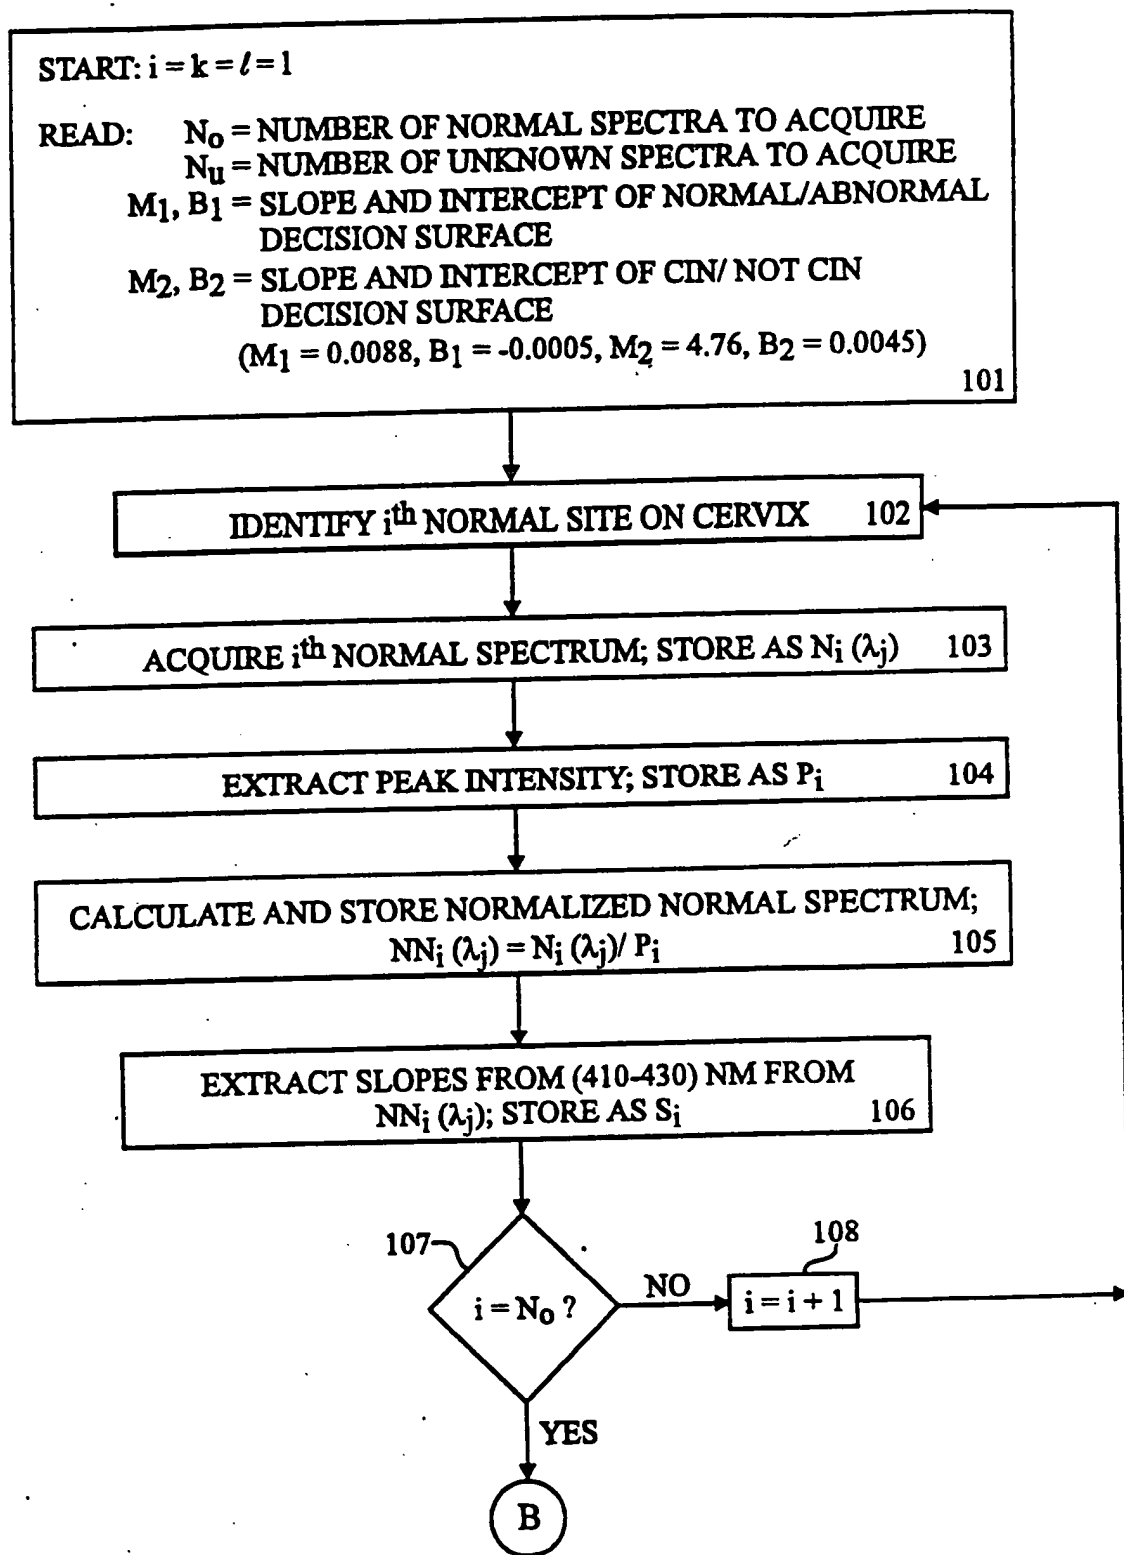 START: i = k = ℓ = 1
READ: N₀ = NUMBER OF NORMAL SPECTRA TO ACQUIRE
Nᵤ = NUMBER OF UNKNOWN SPECTRA TO ACQUIRE
M₁, B₁ = SLOPE AND INTERCEPT OF NORMAL/ABNORMAL
DECISION SURFACE
M₂, B₂ = SLOPE AND INTERCEPT OF CIN/ NOT CIN
DECISION SURFACE
(M₁ = 0.0088, B₁ = -0.0005, M₂ = 4.76, B₂ = 0.0045)
101
IDENTIFY iᵗʰ NORMAL SITE ON CERVIX 102
ACQUIRE iᵗʰ NORMAL SPECTRUM; STORE AS Nᵢ (λⱼ) 103
EXTRACT PEAK INTENSITY; STORE AS Pᵢ 104
CALCULATE AND STORE NORMALIZED NORMAL SPECTRUM;
NNᵢ (λⱼ) = Nᵢ (λⱼ)/ Pᵢ 105
EXTRACT SLOPES FROM (410-430) NM FROM
NNᵢ (λⱼ); STORE AS Sᵢ 106
107
108
i = N₀ ?
NO
i = i + 1
YES
B